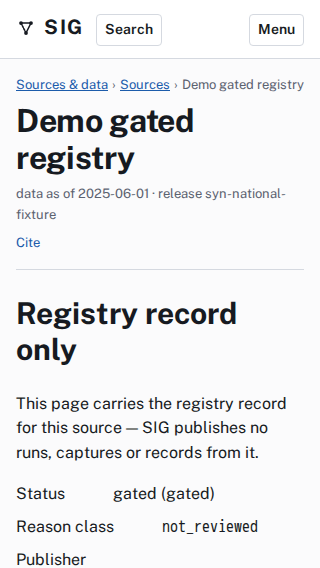 SIG
Search
Menu
Sources & data › Sources › Demo gated registry
Demo gated
registry
data as of 2025-06-01 · release syn-national-
fixture
Cite
Registry record
only
This page carries the registry record
for this source — SIG publishes no
runs, captures or records from it.
Status gated (gated)
Reason class not_reviewed
Publisher